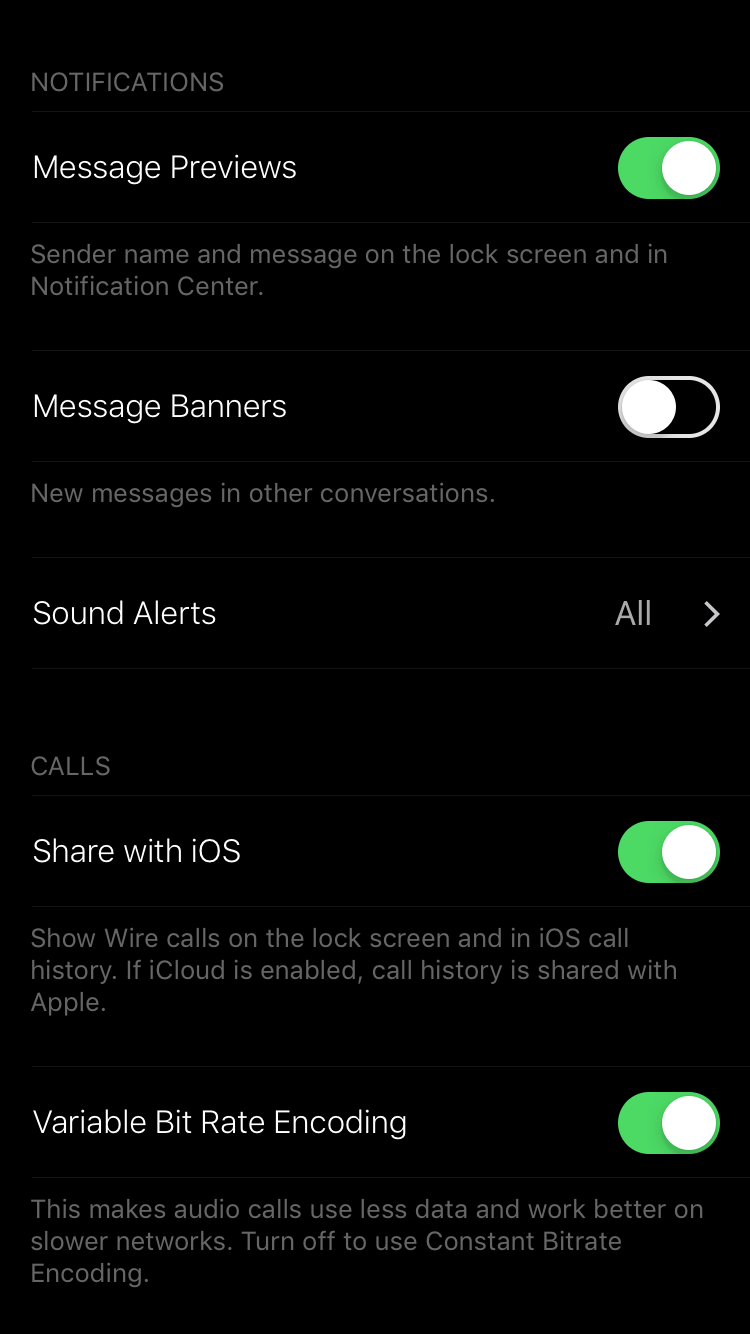 NOTIFICATIONS
Message Previews
Sender name and message on the lock screen and in
Notification Center.
Message Banners
New messages in other conversations.
Sound Alerts All
CALLS
Share with iOS
Show Wire calls on the lock screen and in iOS call
history. If iCloud is enabled, call history is shared with
Apple.
Variable Bit Rate Encoding
This makes audio calls use less data and work better on
slower networks. Turn off to use Constant Bitrate
Encoding.